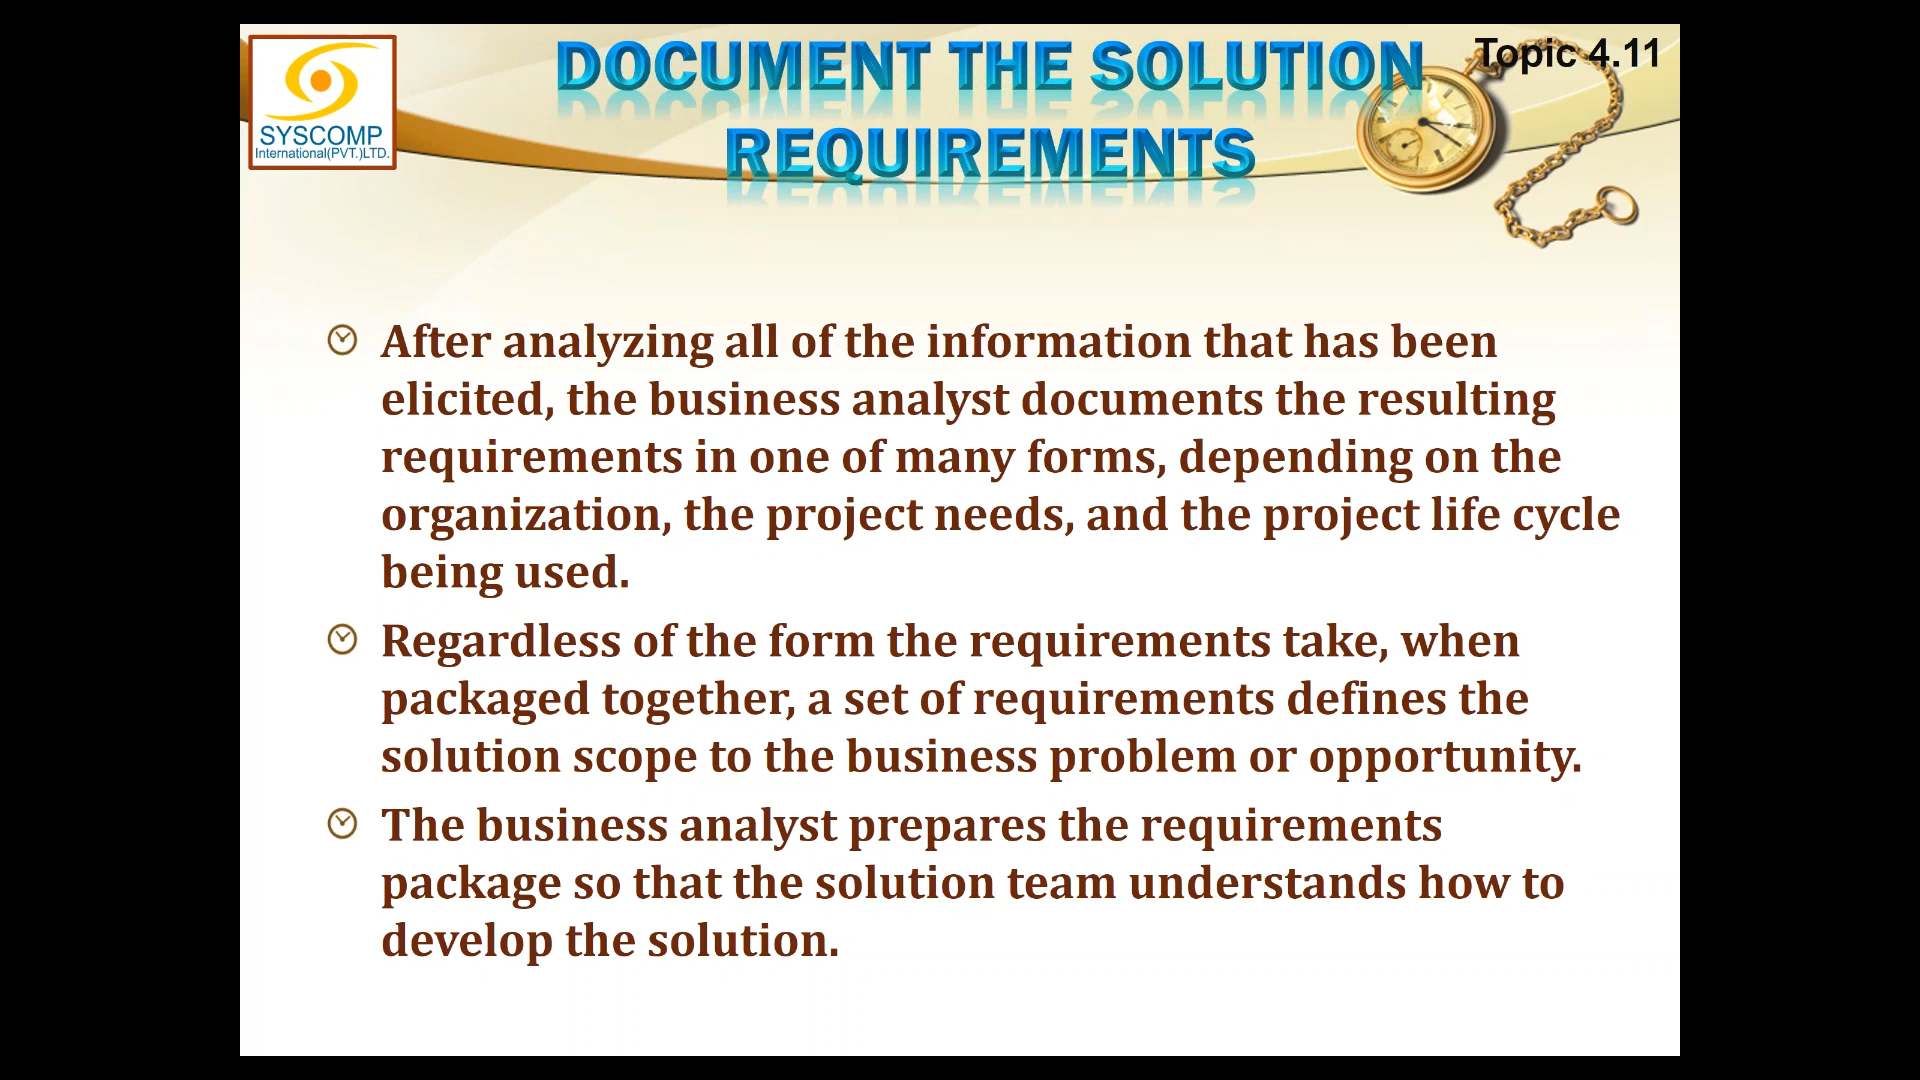 SYSCOMP
International(PVT.)LTD.
DOCUMENT THE SOLUTION
REQUIREMENTS
Topic 4.11
After analyzing all of the information that has been
elicited, the business analyst documents the resulting
requirements in one of many forms, depending on the
organization, the project needs, and the project life cycle
being used.
Regardless of the form the requirements take, when
packaged together, a set of requirements defines the
solution scope to the business problem or opportunity.
The business analyst prepares the requirements
package so that the solution team understands how to
develop the solution.